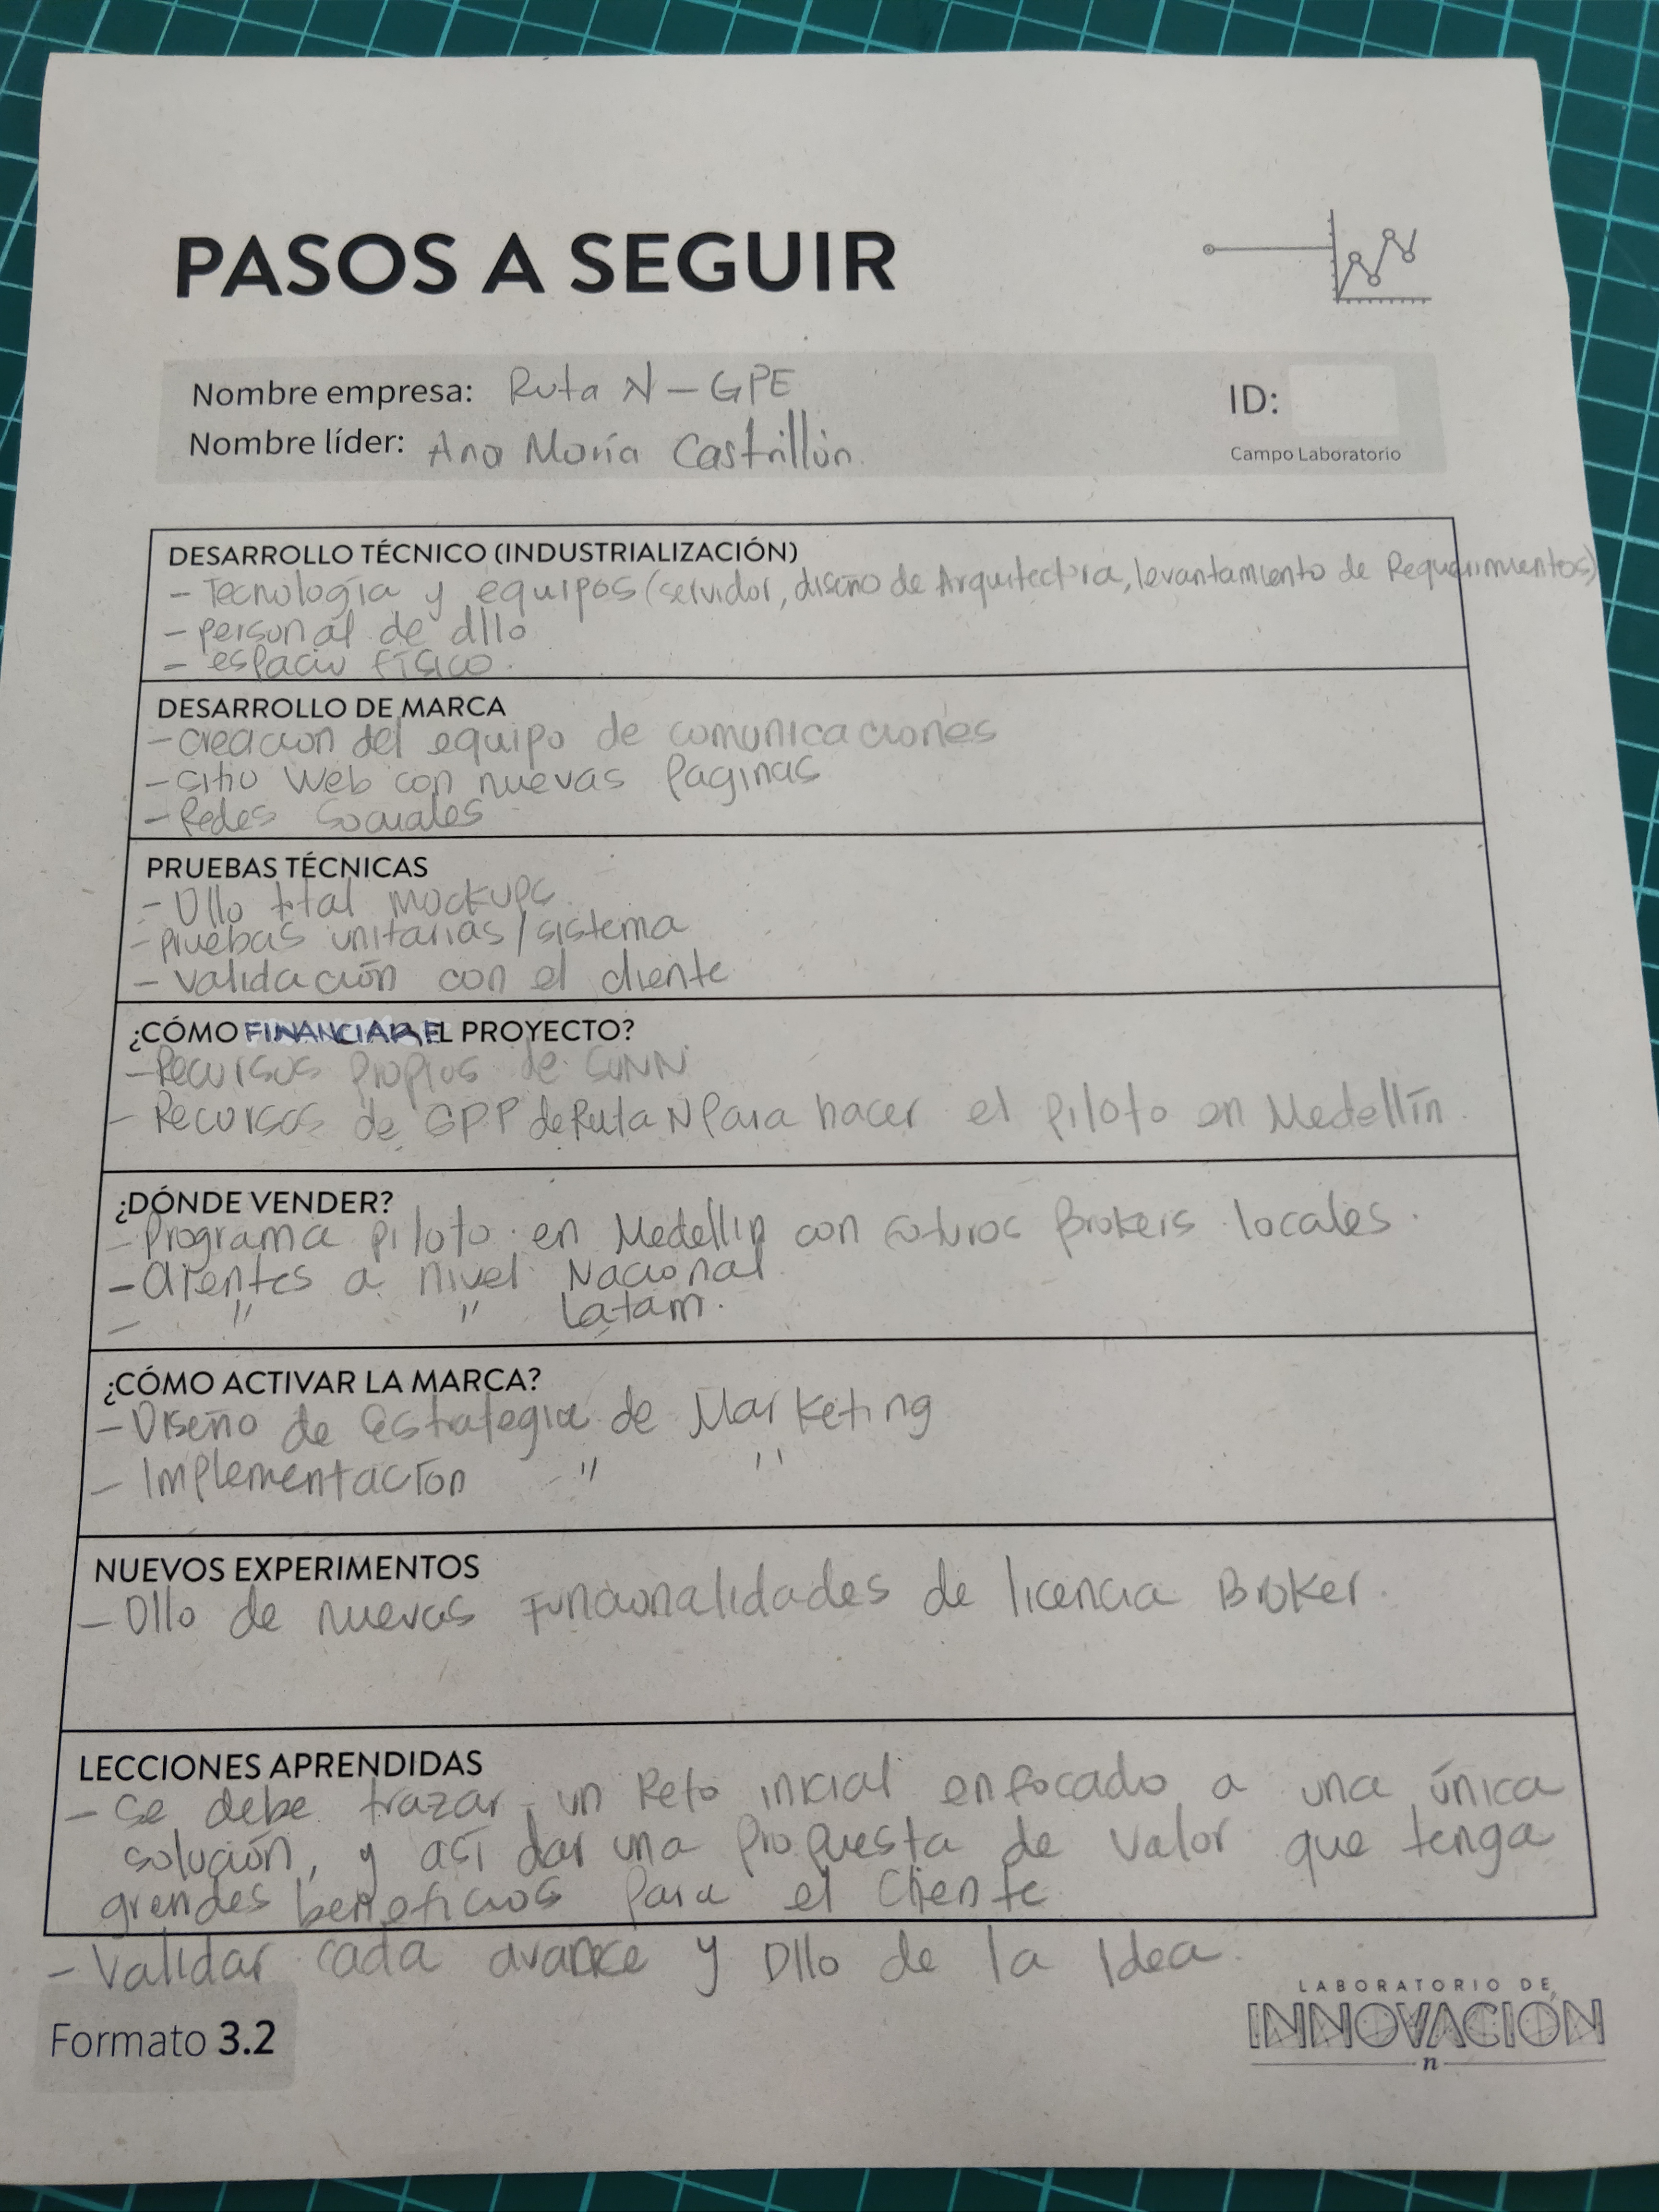 PASOS A SEGUIR
Nombre empresa: Ruta N - GPE
ID:
Nombre líder: Ana María Castrillón.
Campo Laboratorio
DESARROLLO TÉCNICO (INDUSTRIALIZACIÓN)
- Tecnología y equipos (servidor, diseño de Arquitectura, levantamiento de Requerimientos)
- personal de dllo
- espacio físico.
DESARROLLO DE MARCA
- creacion del equipo de comunicaciones
- sitio Web con nuevas Paginas
- Redes Sociales
PRUEBAS TÉCNICAS
- Dllo total mockups
- pruebas unitarias / sistema
- validación con el cliente
¿CÓMO FINANCIAR EL PROYECTO?
- Recursos Propios de
- Recursos de GPP de Ruta N Para hacer el piloto en Medellín.
¿DÓNDE VENDER?
- Programa piloto en Medellin con futuros Brokers locales.
- clientes a nivel Nacional
- " " Latam.
¿CÓMO ACTIVAR LA MARCA?
- Diseño de Estrategia de Marketing
- Implementación " "
NUEVOS EXPERIMENTOS
- Dllo de nuevas Funcionalidades de licencia Broker.
LECCIONES APRENDIDAS
- se debe trazar un Reto inicial enfocado a una única
solución, y así dar una Propuesta de valor que tenga
grandes beneficios Para el Cliente
- Validar cada avance y Dllo de la Idea.
Formato 3.2
LABORATORIO DE
INNOVACIÓN
n